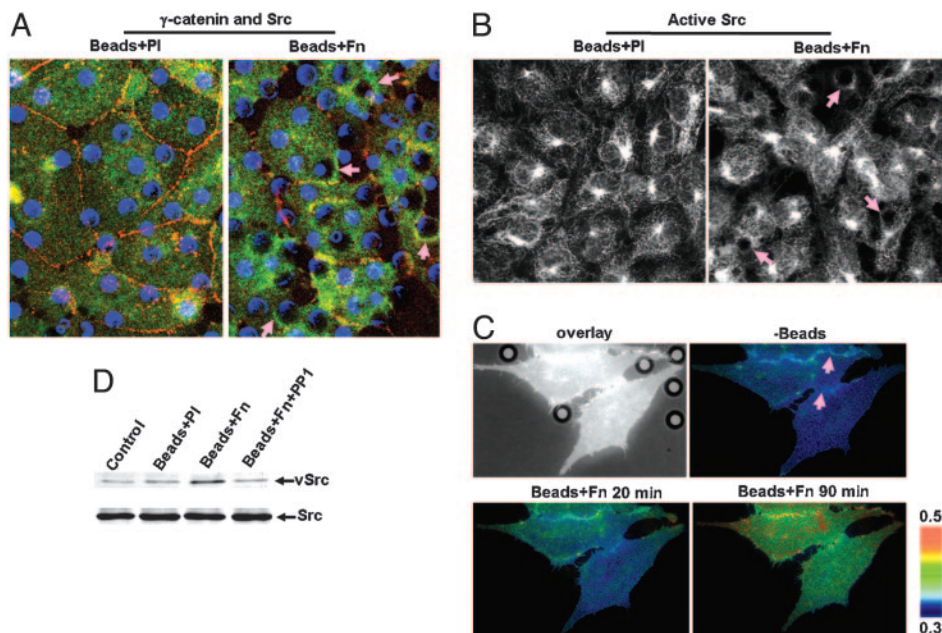 A
γ-catenin and Src
Beads+Pl Beads+Fn
B
Active Src
Beads+Pl Beads+Fn
C
overlay -Beads
Beads+Fn 20 min Beads+Fn 90 min
0.5
0.3
D
Control Beads+Pl Beads+Fn Beads+Fn+PP1
vSrc
Src